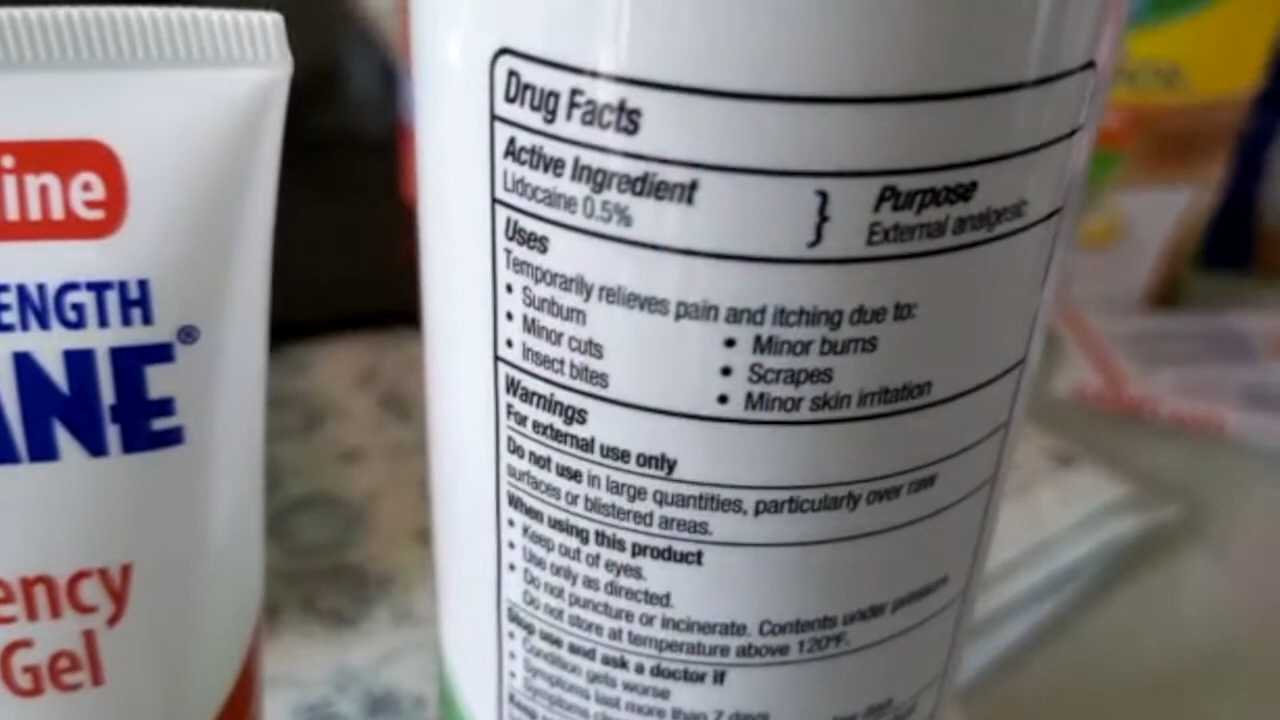 ine
ENGTH
ANE®
ency
Gel
Drug Facts
Active Ingredient
Lidocaine 0.5%
} Purpose
External analgesic
Uses
Temporarily relieves pain and itching due to:
• Sunburn
• Minor cuts
• Insect bites
• Minor burns
• Scrapes
• Minor skin irritation
Warnings
For external use only
Do not use in large quantities, particularly over raw
surfaces or blistered areas.
When using this product
• Keep out of eyes.
• Use only as directed.
• Do not puncture or incinerate. Contents under pressure.
Do not store at temperature above 120°F.
Stop use and ask a doctor if
• Condition gets worse
• Symptoms last more than 7 days
• Symptoms